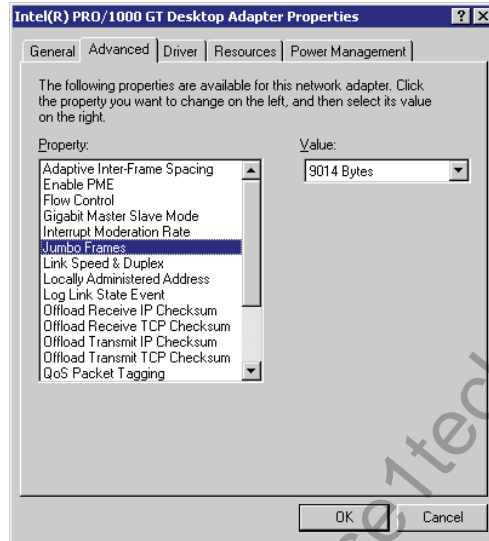 Intel(R) PRO/1000 GT Desktop Adapter Properties
General Advanced Driver Resources Power Management
The following properties are available for this network adapter. Click
the property you want to change on the left, and then select its value
on the right.
Property:
Value:
Adaptive Inter-Frame Spacing
9014 Bytes
Enable PME
Flow Control
Gigabit Master Slave Mode
Interrupt Moderation Rate
Jumbo Frames
Link Speed & Duplex
Locally Administered Address
Log Link State Event
Offload Receive IP Checksum
Offload Receive TCP Checksum
Offload Transmit IP Checksum
Offload Transmit TCP Checksum
QoS Packet Tagging
OK Cancel